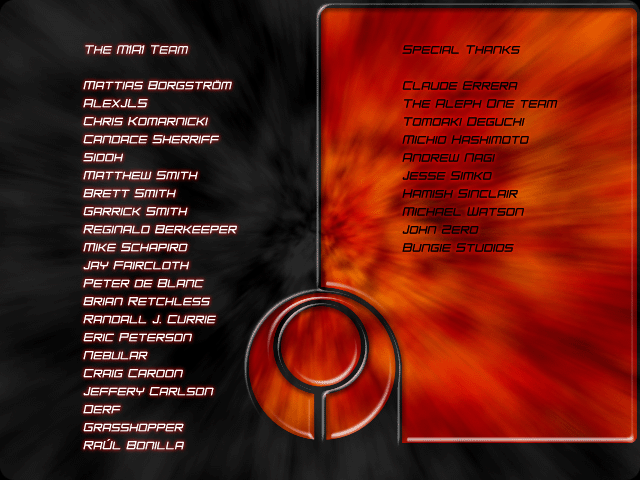 The M1A1 Team
Mattias Borgström
AlexJLS
Chris Komarnicki
Candace Sherriff
Sidoh
Matthew Smith
Brett Smith
Garrick Smith
Reginald Berkeeper
Mike Schapiro
Jay Faircloth
Peter de Blanc
Brian Retchless
Randall J. Currie
Eric Peterson
Nebular
Craig Cardon
Jeffery Carlson
Derf
Grasshopper
Raúl Bonilla
Special Thanks
Claude Errera
The Aleph One Team
Tomoaki Deguchi
Michio Hashimoto
Andrew Nagi
Jesse Simko
Hamish Sinclair
Michael Watson
John Zero
Bungie Studios